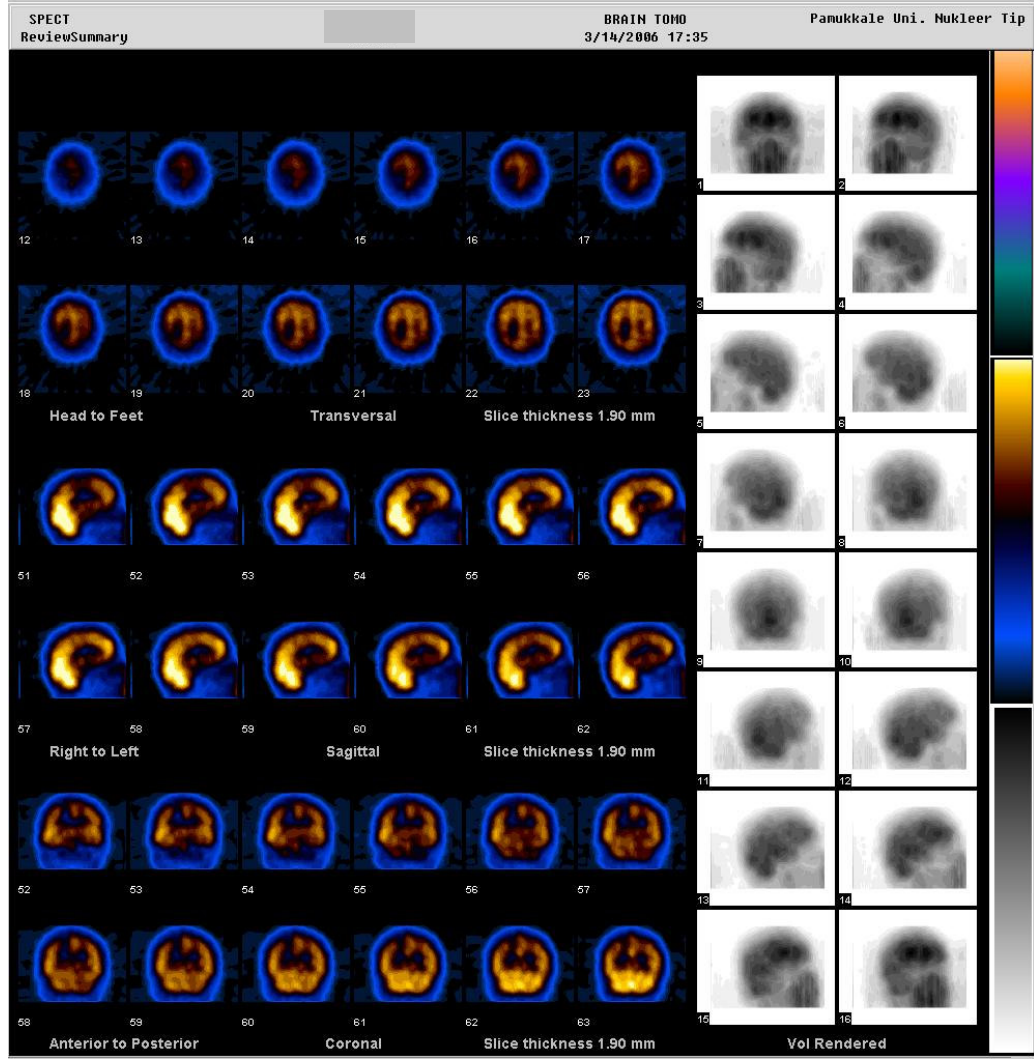 SPECT BRAIN TOMO Pamukkale Uni. Nukleer Tip
ReviewSummary 3/14/2006 17:35
12 13 14 15 16 17
18 19 20 21 22 23
Head to Feet Transversal Slice thickness 1.90 mm
51 52 53 54 55 56
57 58 59 60 61 62
Right to Left Sagittal Slice thickness 1.90 mm
52 53 54 55 56 57
58 59 60 61 62 63
Anterior to Posterior Coronal Slice thickness 1.90 mm
1 2
3 4
5 6
7 8
9 10
11 12
13 14
15 16
Vol Rendered